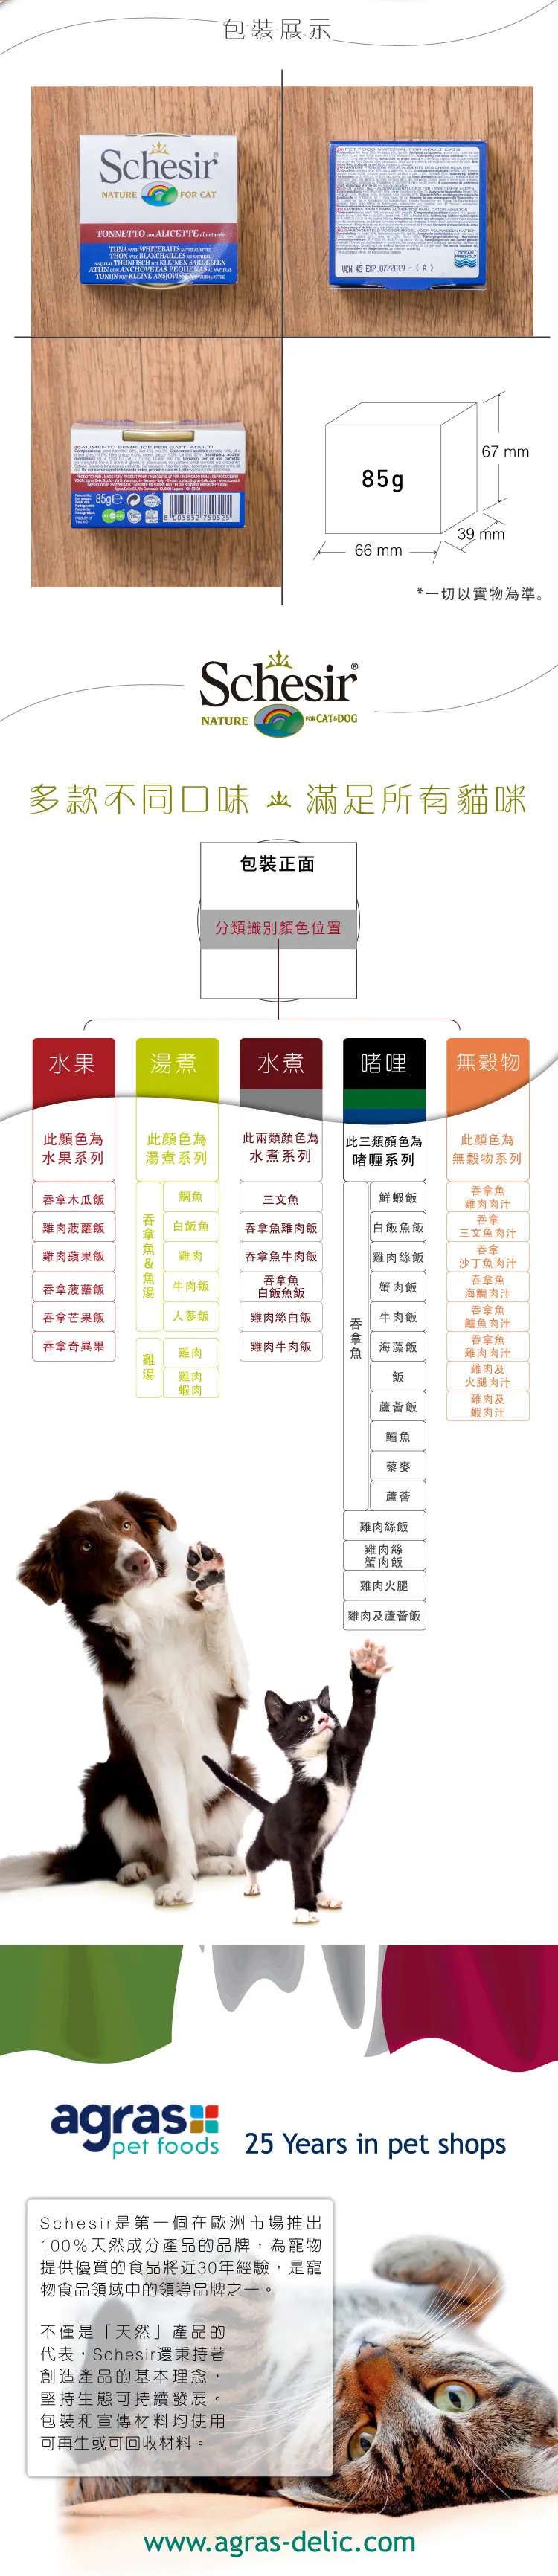 包裝展示
Schesir®
NATURE FOR CAT
TONNETTO CON ALICETTE al naturale
TUNA WITH WHITEBAITS NATURAL STYLE
THON AVEC BLANCHAILLES AU NATUREL
NATURAL THUNFISCH MIT KLEINEN SARDELLEN
ATÚN CON ANCHOVETAS PEQUEÑAS AL NATURAL
TONIJN MET KLEINE ANSJOVISSEN NATURAL STYLE
PET FOOD MATERIAL FOR ADULT CATS
OCEAN
FRIENDLY
VCH 45 EXP.07/2019 - ( A )
ALIMENTO SEMPLICE PER GATTI ADULTI
85g e
8 005852 750525
85g
67 mm
39 mm
66 mm
*一切以實物為準。
Schesir®
NATURE FOR CAT&DOG
多款不同口味 滿足所有貓咪
包裝正面
分類識別顏色位置
水果
此顏色為
水果系列
吞拿木瓜飯
雞肉菠蘿飯
雞肉蘋果飯
吞拿菠蘿飯
吞拿芒果飯
吞拿奇異果
湯煮
此顏色為
湯煮系列
吞拿魚&魚湯
鯛魚
白飯魚
雞肉
牛肉飯
人蔘飯
雞湯
雞肉
雞肉
蝦肉
水煮
此兩類顏色為
水煮系列
三文魚
吞拿魚雞肉飯
吞拿魚牛肉飯
吞拿魚
白飯魚飯
雞肉絲白飯
雞肉牛肉飯
啫喱
此三類顏色為
啫喱系列
吞拿魚
鮮蝦飯
白飯魚飯
雞肉絲飯
蟹肉飯
牛肉飯
海藻飯
飯
蘆薈飯
鱈魚
藜麥
蘆薈
雞肉絲飯
雞肉絲
蟹肉飯
雞肉火腿
雞肉及蘆薈飯
無穀物
此顏色為
無穀物系列
吞拿魚
雞肉肉汁
吞拿
三文魚肉汁
吞拿
沙丁魚肉汁
吞拿魚
海鯛肉汁
吞拿魚
鱸魚肉汁
吞拿魚
雞肉肉汁
雞肉及
火腿肉汁
雞肉及
蝦肉汁
agras
pet foods
25 Years in pet shops
Schesir是第一個在歐洲市場推出
100%天然成分產品的品牌，為寵物
提供優質的食品將近30年經驗，是寵
物食品領域中的領導品牌之一。
不僅是「天然」產品的
代表，Schesir還秉持著
創造產品的基本理念，
堅持生態可持續發展。
包裝和宣傳材料均使用
可再生或可回收材料。
www.agras-delic.com